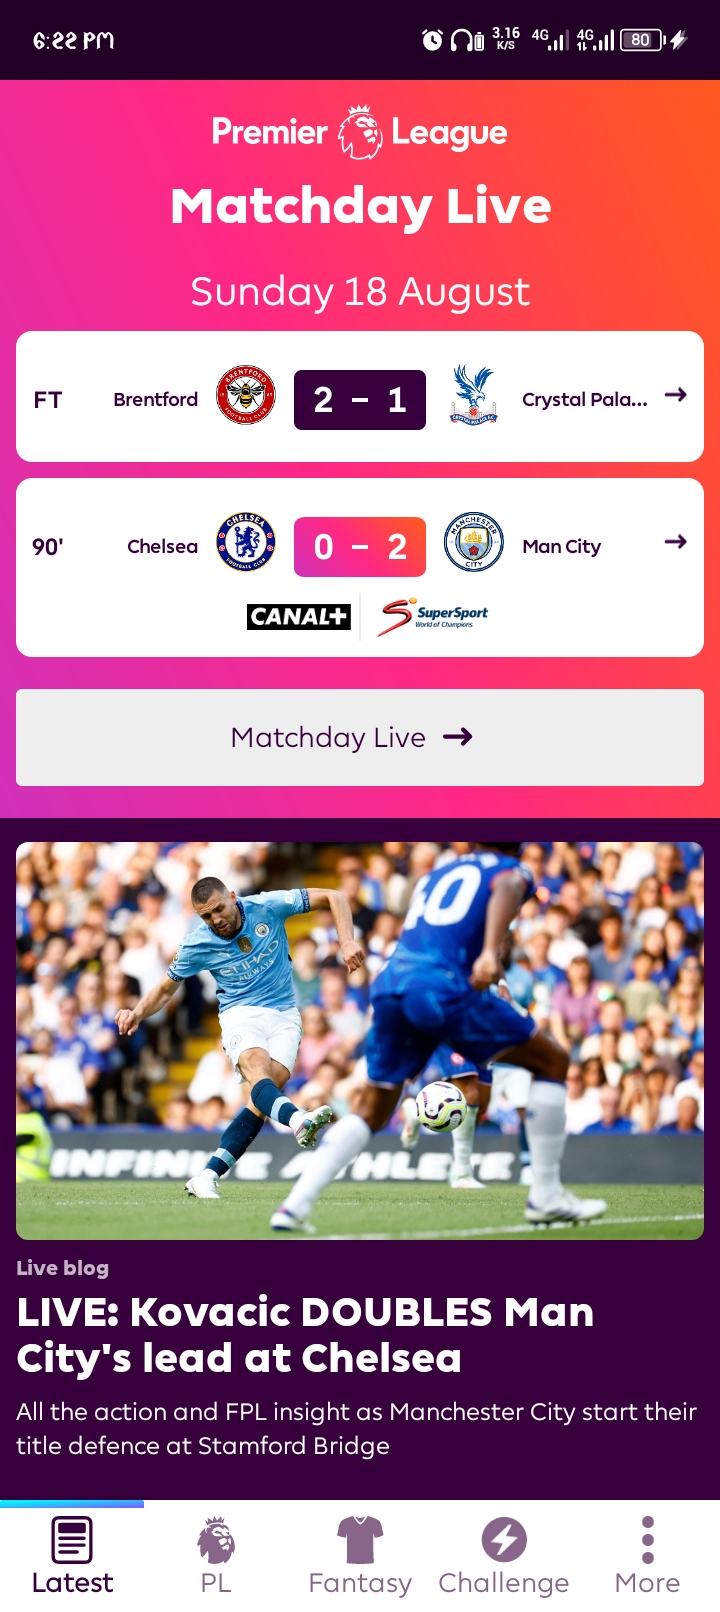 6:22 PM 3.16 K/S 4G 4G 80
Premier League
Matchday Live
Sunday 18 August
FT Brentford 2 - 1 Crystal Pala...
90' Chelsea 0 - 2 Man City
CANAL+ SuperSport
World of Champions
Matchday Live
40
ETIHAD
AIRWAYS
INFINITE ATHLETE
Live blog
LIVE: Kovacic DOUBLES Man
City's lead at Chelsea
All the action and FPL insight as Manchester City start their
title defence at Stamford Bridge
Latest PL Fantasy Challenge More